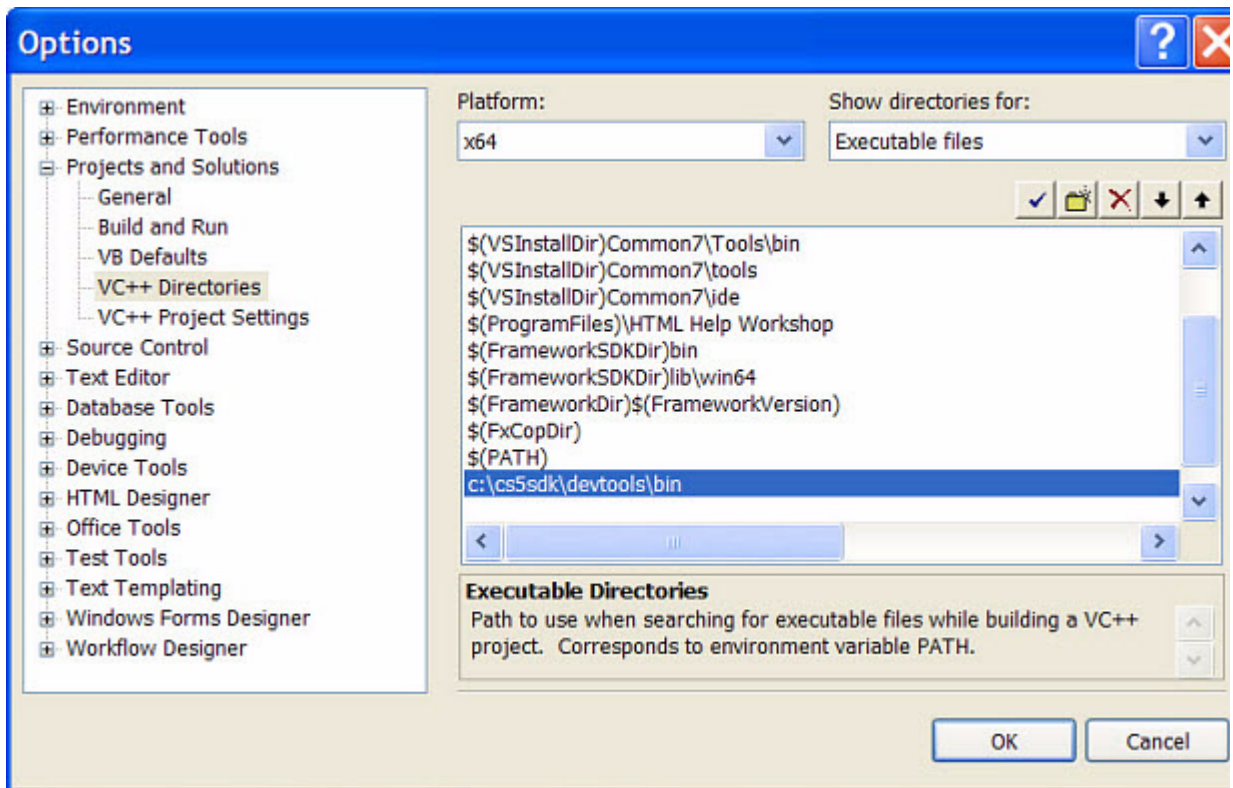 Options
Environment
Performance Tools
Projects and Solutions
General
Build and Run
VB Defaults
VC++ Directories
VC++ Project Settings
Source Control
Text Editor
Database Tools
Debugging
Device Tools
HTML Designer
Office Tools
Test Tools
Text Templating
Windows Forms Designer
Workflow Designer
Platform:
x64
Show directories for:
Executable files
$(VSInstallDir)Common7\Tools\bin
$(VSInstallDir)Common7\tools
$(VSInstallDir)Common7\ide
$(ProgramFiles)\HTML Help Workshop
$(FrameworkSDKDir)bin
$(FrameworkSDKDir)lib\win64
$(FrameworkDir)$(FrameworkVersion)
$(FxCopDir)
$(PATH)
c:\cs5sdk\devtools\bin
Executable Directories
Path to use when searching for executable files while building a VC++
project.  Corresponds to environment variable PATH.
OK
Cancel